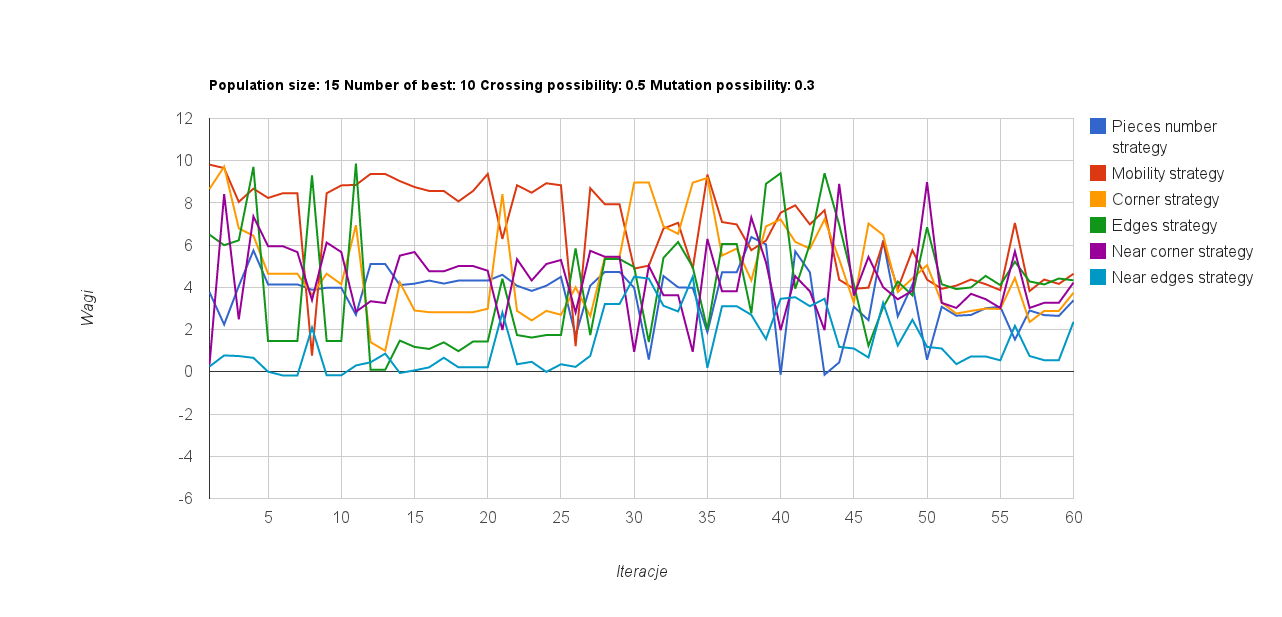 Population size: 15 Number of best: 10 Crossing possibility: 0.5 Mutation possibility: 0.3
12
10
8
6
4
2
0
-2
-4
-6
Wagi
5 10 15 20 25 30 35 40 45 50 55 60
Iteracje
Pieces number
strategy
Mobility strategy
Corner strategy
Edges strategy
Near corner strategy
Near edges strategy